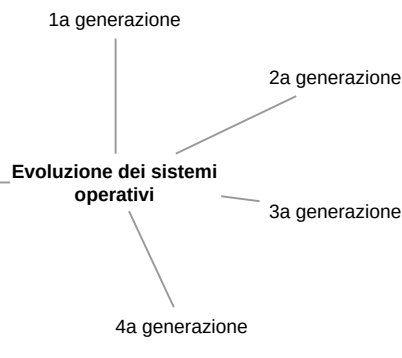 1a generazione
2a generazione
Evoluzione dei sistemi
operativi
3a generazione
4a generazione